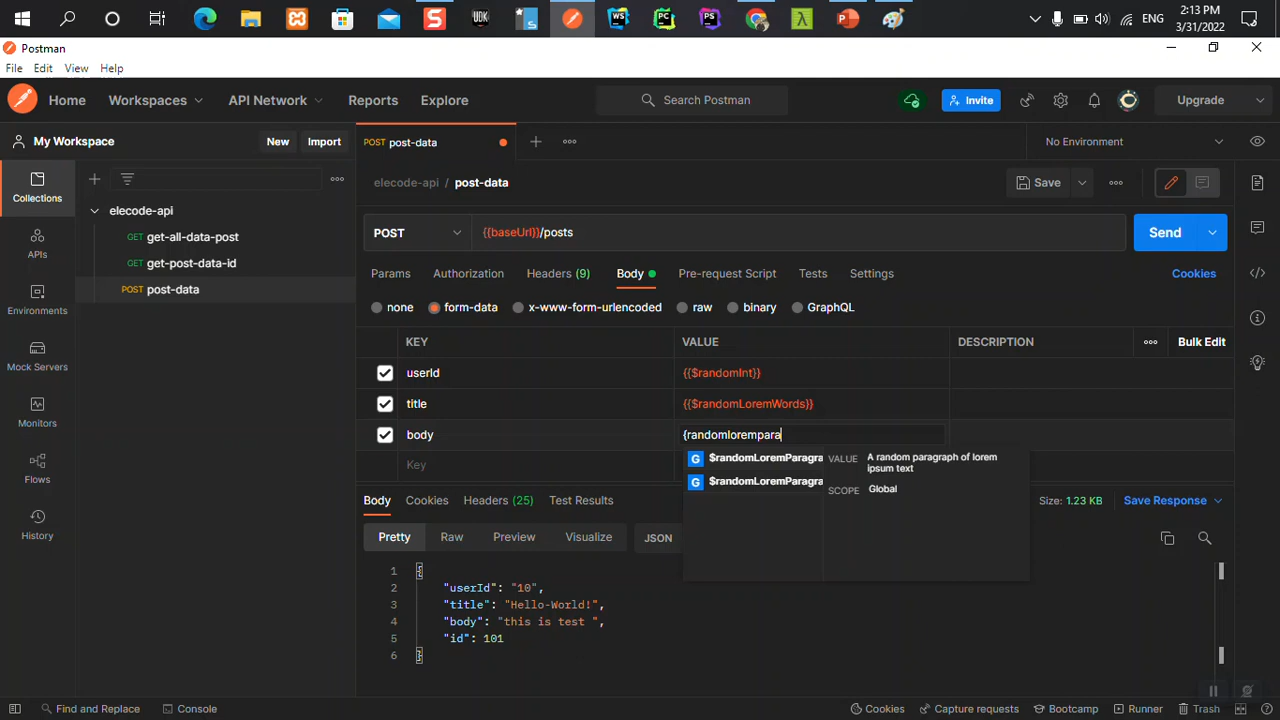 UDK
WS
PC
PS
ENG
2:13 PM
3/31/2022
Postman
File Edit View Help
Home Workspaces API Network Reports Explore Search Postman Invite Upgrade
My Workspace New Import
POST post-data
No Environment
Collections
APIs
Environments
Mock Servers
Monitors
Flows
History
elecode-api
GET get-all-data-post
GET get-post-data-id
POST post-data
elecode-api / post-data
Save
POST {{baseUrl}}/posts Send
Params Authorization Headers (9) Body Pre-request Script Tests Settings Cookies
none form-data x-www-form-urlencoded raw binary GraphQL
KEY VALUE DESCRIPTION Bulk Edit
userId {{$randomInt}}
title {{$randomLoremWords}}
body {randomlorempara
Key
G $randomLoremParagra
G $randomLoremParagra
VALUE A random paragraph of lorem
ipsum text
SCOPE Global
Body Cookies Headers (25) Test Results Size: 1.23 KB Save Response
Pretty Raw Preview Visualize JSON
1 {
2 "userId": "10",
3 "title": "Hello-World!",
4 "body": "this is test ",
5 "id": 101
6 }
Find and Replace Console Cookies Capture requests Bootcamp Runner Trash